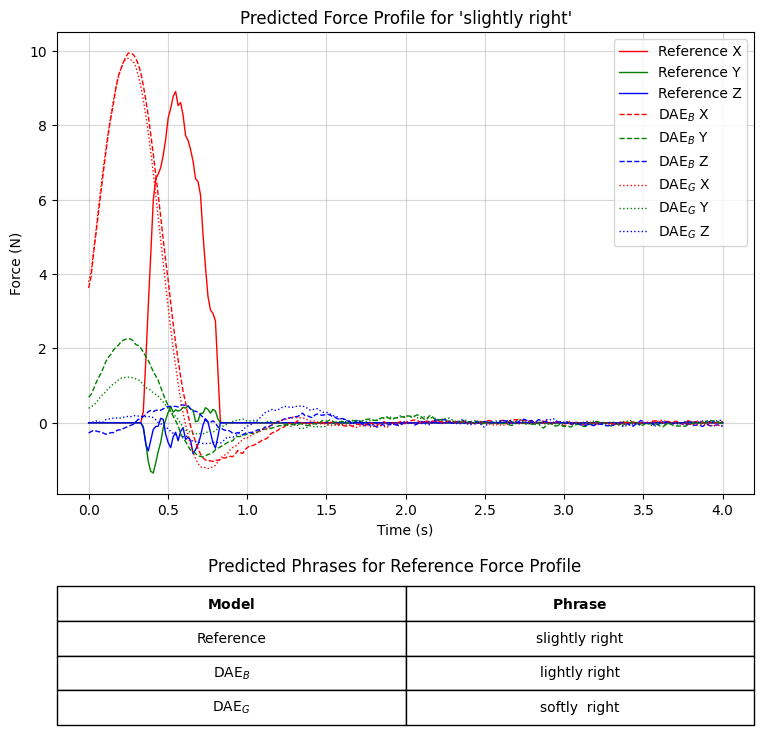 Predicted Force Profile for 'slightly right'
Force (N)
10
8
6
4
2
0
Reference X
Reference Y
Reference Z
DAE_B X
DAE_B Y
DAE_B Z
DAE_G X
DAE_G Y
DAE_G Z
0.0 0.5 1.0 1.5 2.0 2.5 3.0 3.5 4.0
Time (s)
Predicted Phrases for Reference Force Profile
Model Phrase
Reference slightly right
DAE_B lightly right
DAE_G softly  right